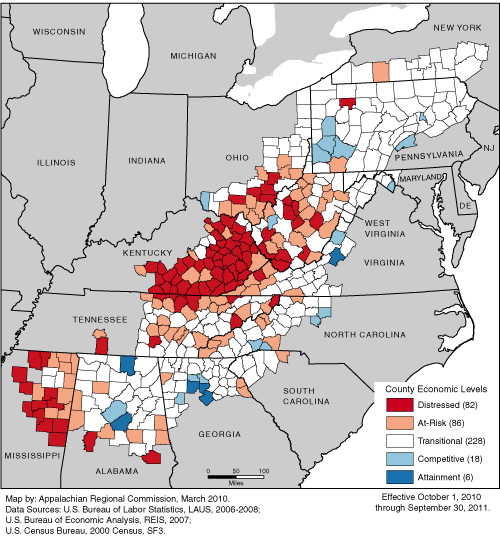 WISCONSIN
MICHIGAN
NEW YORK
ILLINOIS
INDIANA
OHIO
PENNSYLVANIA
NJ
MARYLAND
DE
WEST
VIRGINIA
KENTUCKY
VIRGINIA
TENNESSEE
NORTH CAROLINA
SOUTH
CAROLINA
GEORGIA
MISSISSIPPI
ALABAMA
0 50 100
Miles
County Economic Levels
Distressed (82)
At-Risk (86)
Transitional (228)
Competitive (18)
Attainment (6)
Effective October 1, 2010
through September 30, 2011.
Map by: Appalachian Regional Commission, March 2010.
Data Sources: U.S. Bureau of Labor Statistics, LAUS, 2006-2008;
U.S. Bureau of Economic Analysis, REIS, 2007;
U.S. Census Bureau, 2000 Census, SF3.